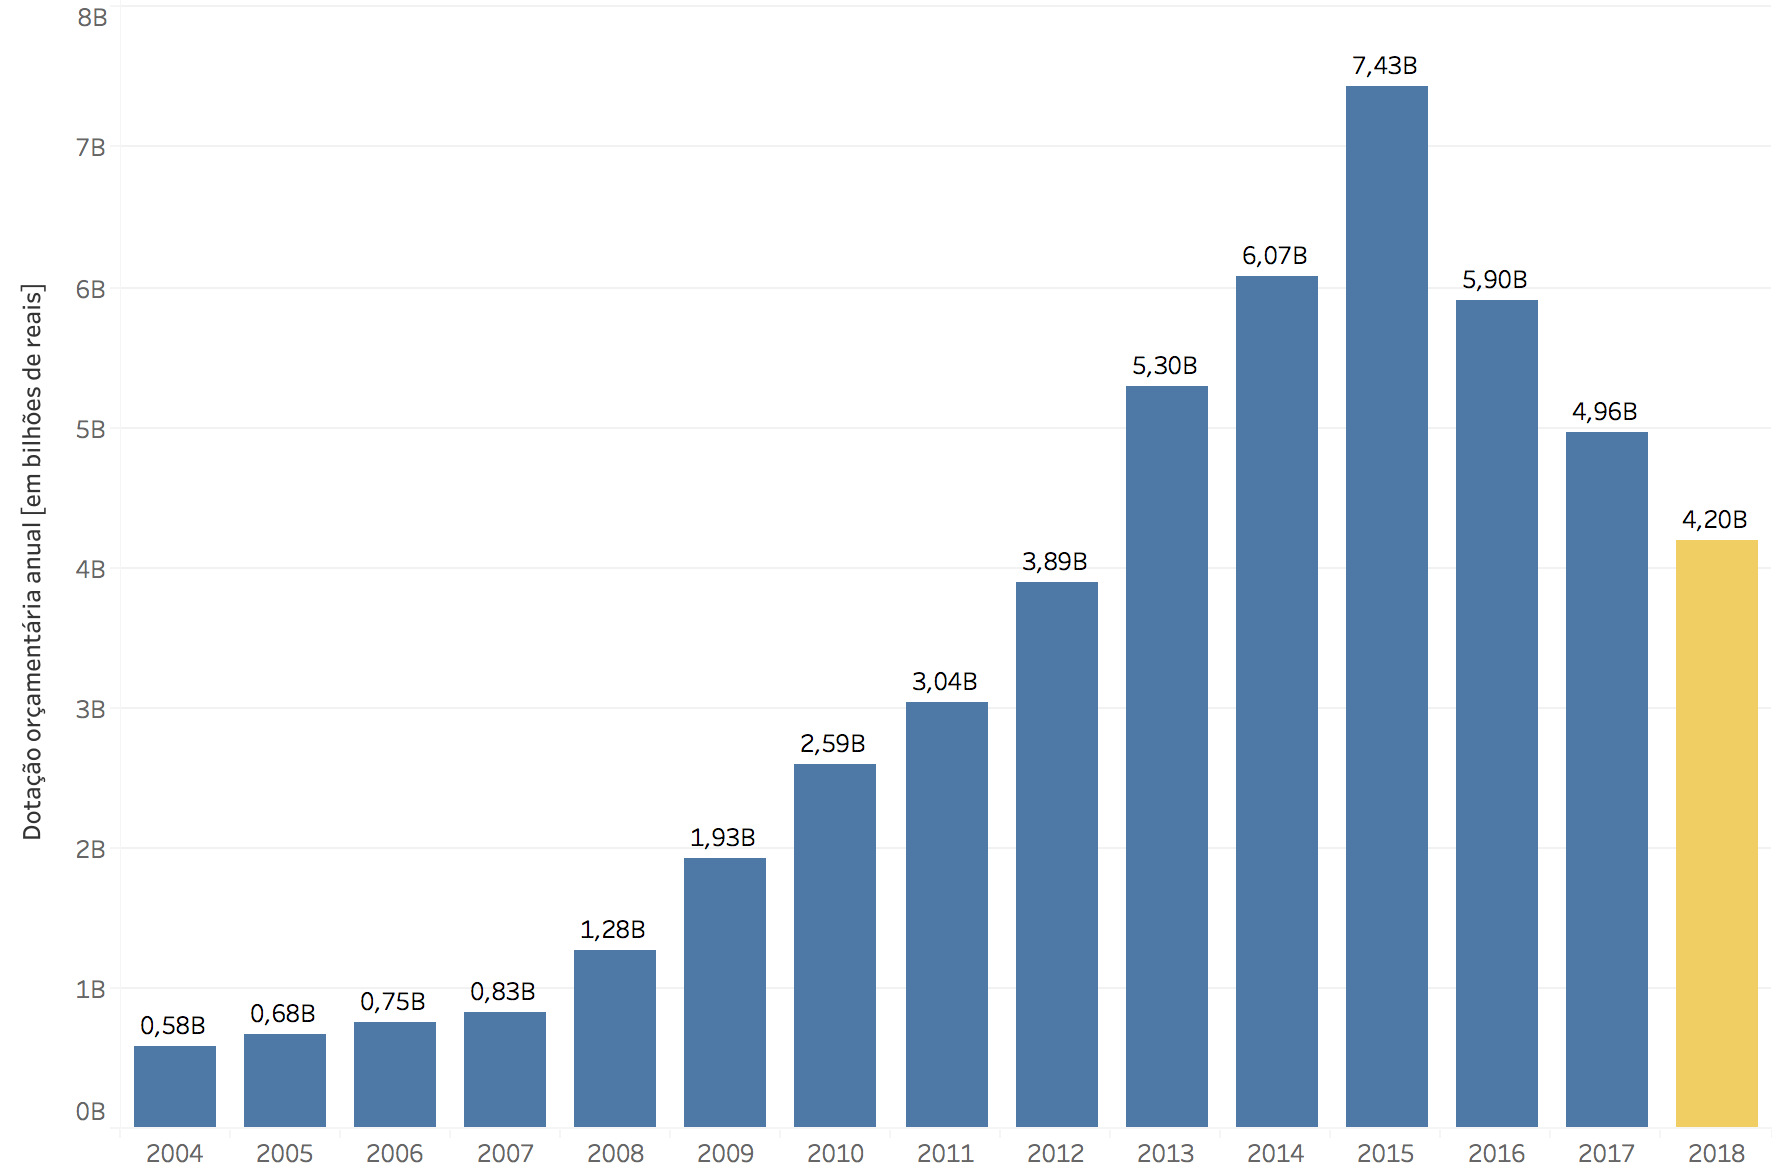 Dotação orçamentária anual [em bilhões de reais]
8B
7B
6B
5B
4B
3B
2B
1B
0B
0,58B
0,68B
0,75B
0,83B
1,28B
1,93B
2,59B
3,04B
3,89B
5,30B
6,07B
7,43B
5,90B
4,96B
4,20B
2004 2005 2006 2007 2008 2009 2010 2011 2012 2013 2014 2015 2016 2017 2018